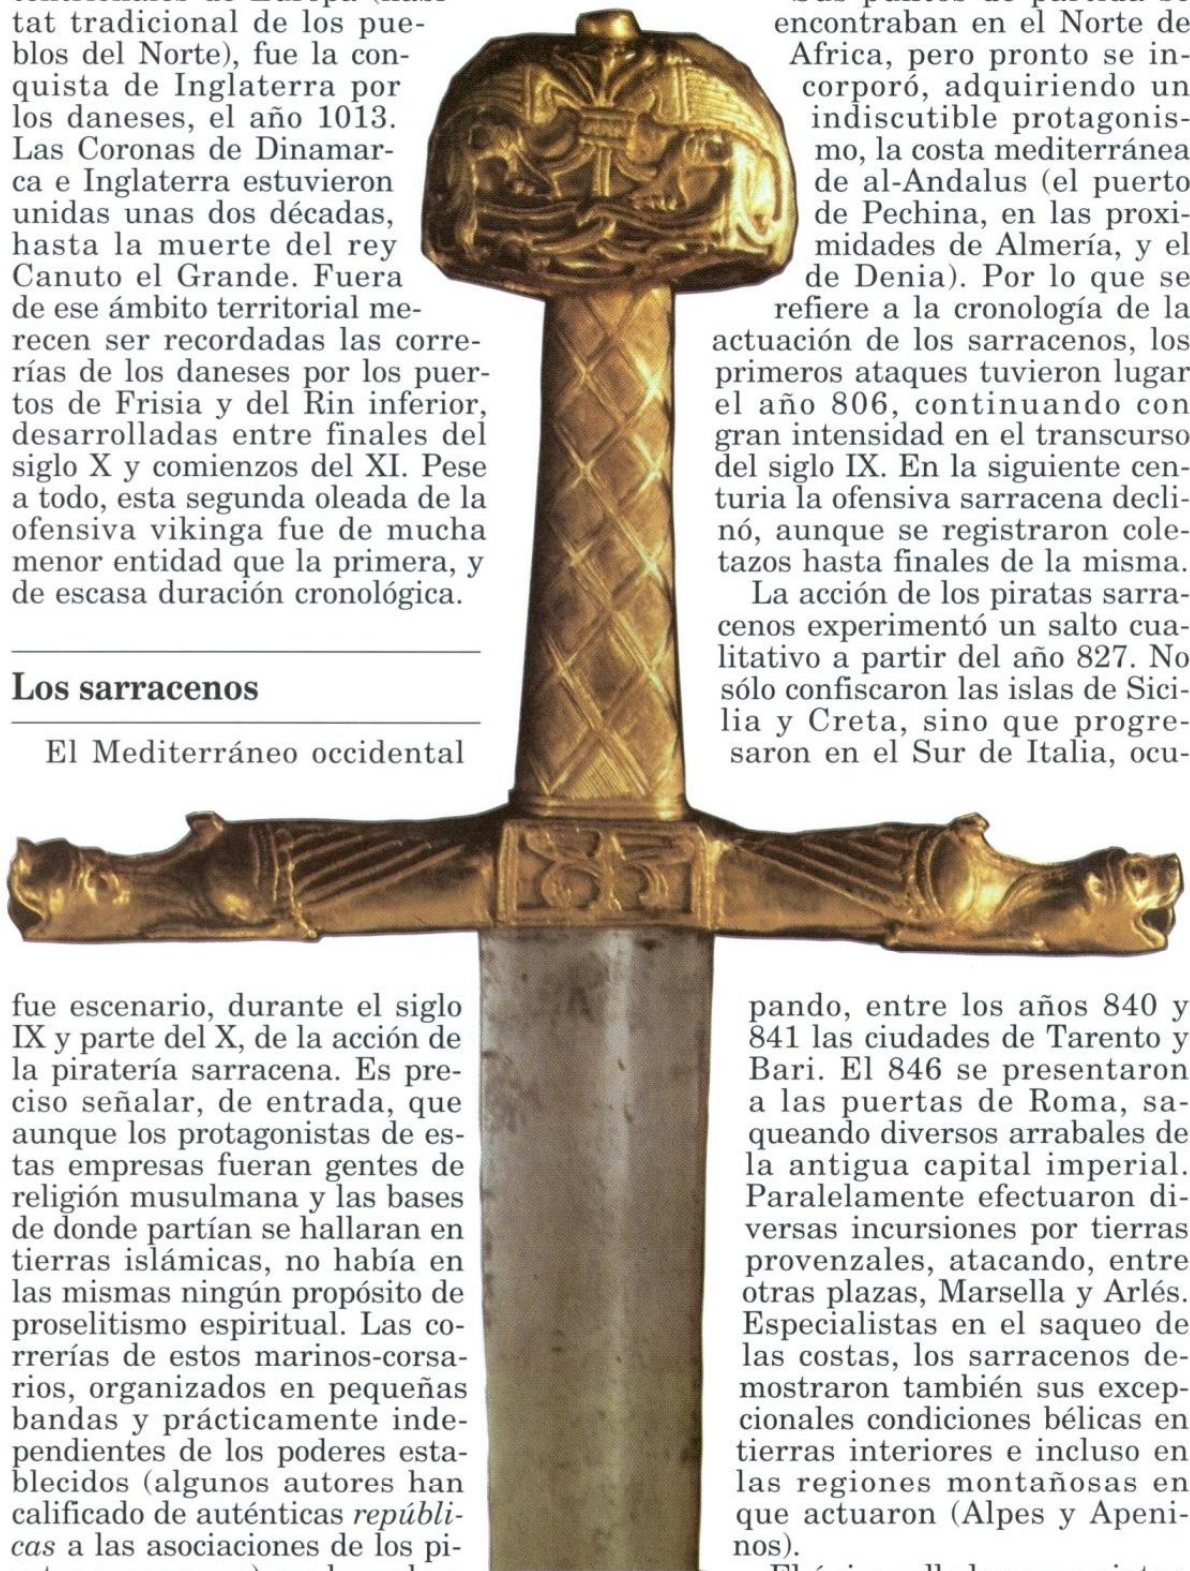 tat tradicional de los pue-
blos del Norte), fue la con-
quista de Inglaterra por
los daneses, el año 1013.
Las Coronas de Dinamar-
ca e Inglaterra estuvieron
unidas unas dos décadas,
hasta la muerte del rey
Canuto el Grande. Fuera
de ese ámbito territorial me-
recen ser recordadas las corre-
rías de los daneses por los puer-
tos de Frisia y del Rin inferior,
desarrolladas entre finales del
siglo X y comienzos del XI. Pese
a todo, esta segunda oleada de la
ofensiva vikinga fue de mucha
menor entidad que la primera, y
de escasa duración cronológica.
Los sarracenos
El Mediterráneo occidental
fue escenario, durante el siglo
IX y parte del X, de la acción de
la piratería sarracena. Es pre-
ciso señalar, de entrada, que
aunque los protagonistas de es-
tas empresas fueran gentes de
religión musulmana y las bases
de donde partían se hallaran en
tierras islámicas, no había en
las mismas ningún propósito de
proselitismo espiritual. Las co-
rrerías de estos marinos-corsa-
rios, organizados en pequeñas
bandas y prácticamente inde-
pendientes de los poderes esta-
blecidos (algunos autores han
calificado de auténticas repúbli-
cas a las asociaciones de los pi-
Sus puntos de partida se
encontraban en el Norte de
Africa, pero pronto se in-
corporó, adquiriendo un
indiscutible protagonis-
mo, la costa mediterránea
de al-Andalus (el puerto
de Pechina, en las proxi-
midades de Almería, y el
de Denia). Por lo que se
refiere a la cronología de la
actuación de los sarracenos, los
primeros ataques tuvieron lugar
el año 806, continuando con
gran intensidad en el transcurso
del siglo IX. En la siguiente cen-
turia la ofensiva sarracena decli-
nó, aunque se registraron cole-
tazos hasta finales de la misma.
La acción de los piratas sarra-
cenos experimentó un salto cua-
litativo a partir del año 827. No
sólo confiscaron las islas de Sici-
lia y Creta, sino que progre-
saron en el Sur de Italia, ocu-
pando, entre los años 840 y
841 las ciudades de Tarento y
Bari. El 846 se presentaron
a las puertas de Roma, sa-
queando diversos arrabales de
la antigua capital imperial.
Paralelamente efectuaron di-
versas incursiones por tierras
provenzales, atacando, entre
otras plazas, Marsella y Arlés.
Especialistas en el saqueo de
las costas, los sarracenos de-
mostraron también sus excep-
cionales condiciones bélicas en
tierras interiores e incluso en
las regiones montañosas en
que actuaron (Alpes y Apeni-
nos).